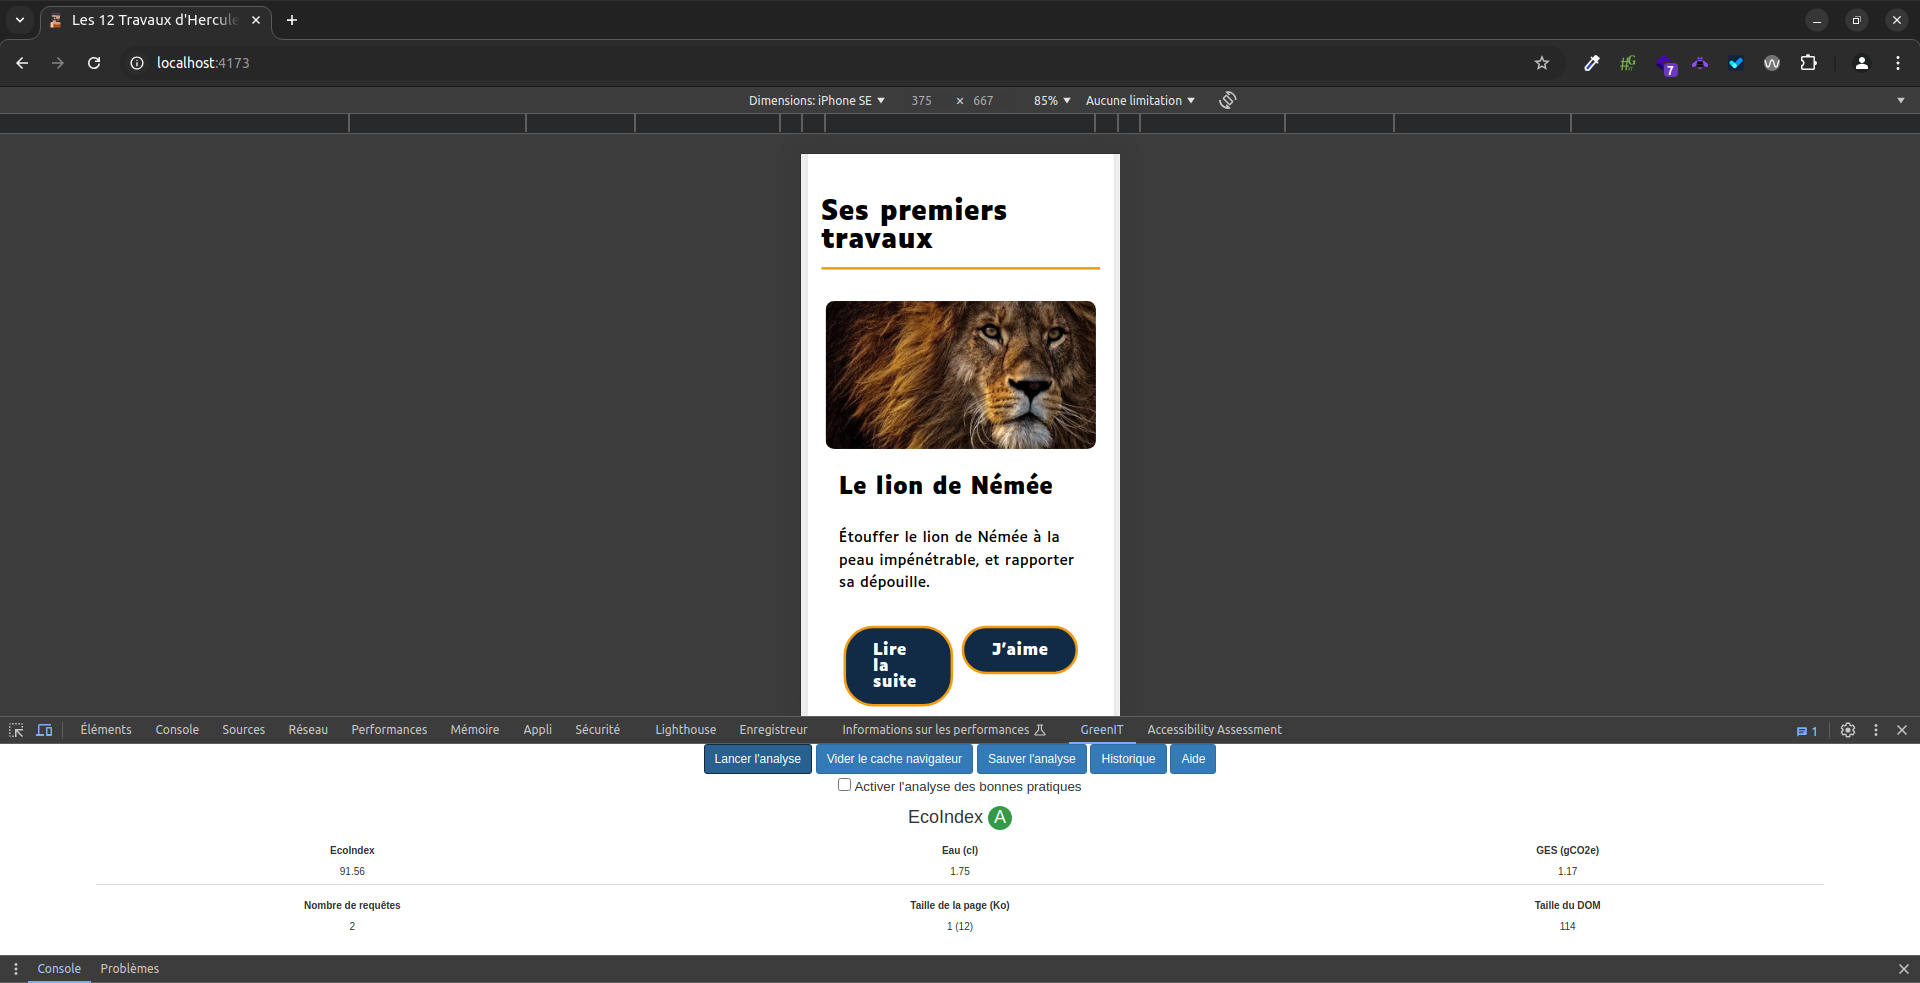 Les 12 Travaux d'Hercule
localhost:4173
7
Dimensions: iPhone SE 375 × 667 85% Aucune limitation
Ses premiers
travaux
Le lion de Némée
Étouffer le lion de Némée à la
peau impénétrable, et rapporter
sa dépouille.
Lire
la
suite
J'aime
Éléments Console Sources Réseau Performances Mémoire Appli Sécurité Lighthouse Enregistreur Informations sur les performances GreenIT Accessibility Assessment 1
Lancer l'analyse Vider le cache navigateur Sauver l'analyse Historique Aide
Activer l'analyse des bonnes pratiques
EcoIndex A
EcoIndex Eau (cl) GES (gCO2e)
91.56 1.75 1.17
Nombre de requêtes Taille de la page (Ko) Taille du DOM
2 1 (12) 114
Console Problèmes